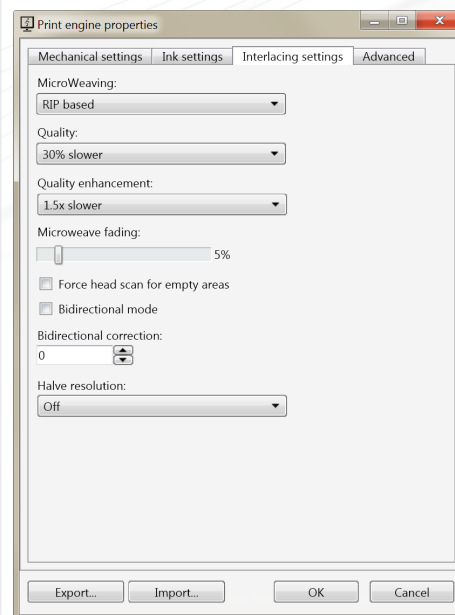 Print engine properties
Mechanical settings Ink settings Interlacing settings Advanced
MicroWeaving:
RIP based
Quality:
30% slower
Quality enhancement:
1.5x slower
Microweave fading:
5%
Force head scan for empty areas
Bidirectional mode
Bidirectional correction:
0
Halve resolution:
Off
Export... Import... OK Cancel